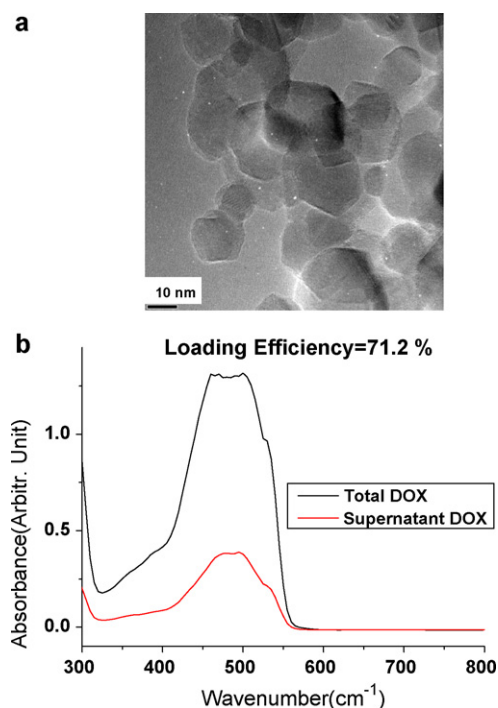 a
10 nm
b
Loading Efficiency=71.2 %
Absorbance(Arbitr. Unit)
1.0
0.5
0.0
Total DOX
Supernatant DOX
300 400 500 600 700 800
Wavenumber(cm⁻¹)